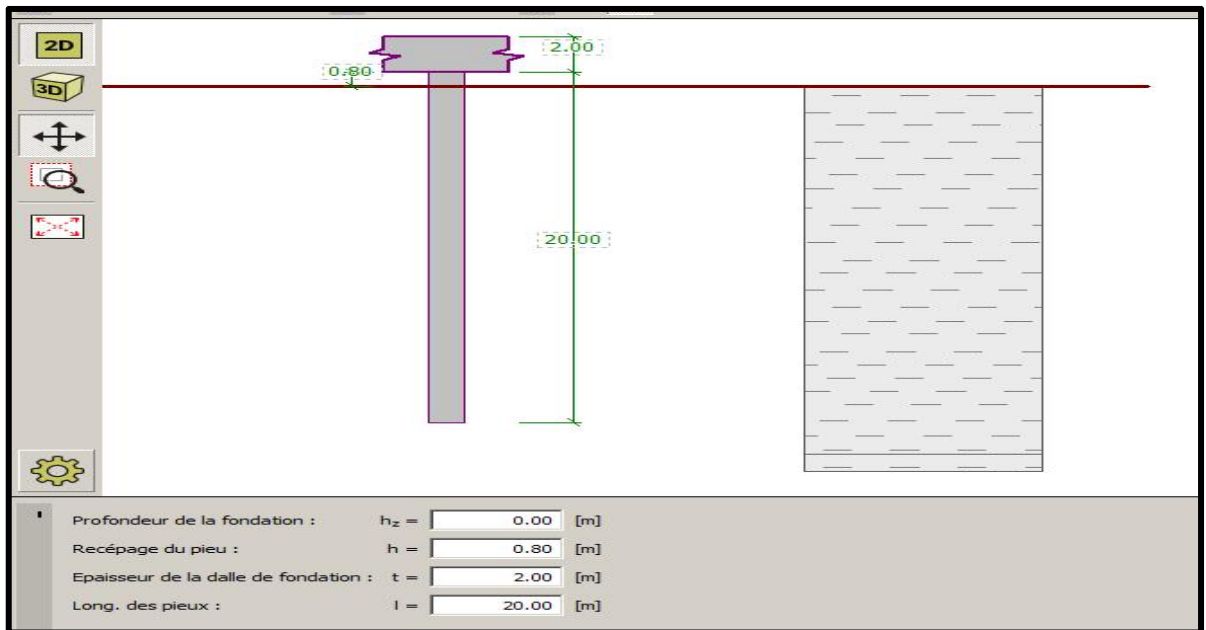 2D
3D
2.00
0.80
20.00
Profondeur de la fondation : hz = 0.00 [m]
Recépage du pieu : h = 0.80 [m]
Epaisseur de la dalle de fondation : t = 2.00 [m]
Long. des pieux : l = 20.00 [m]